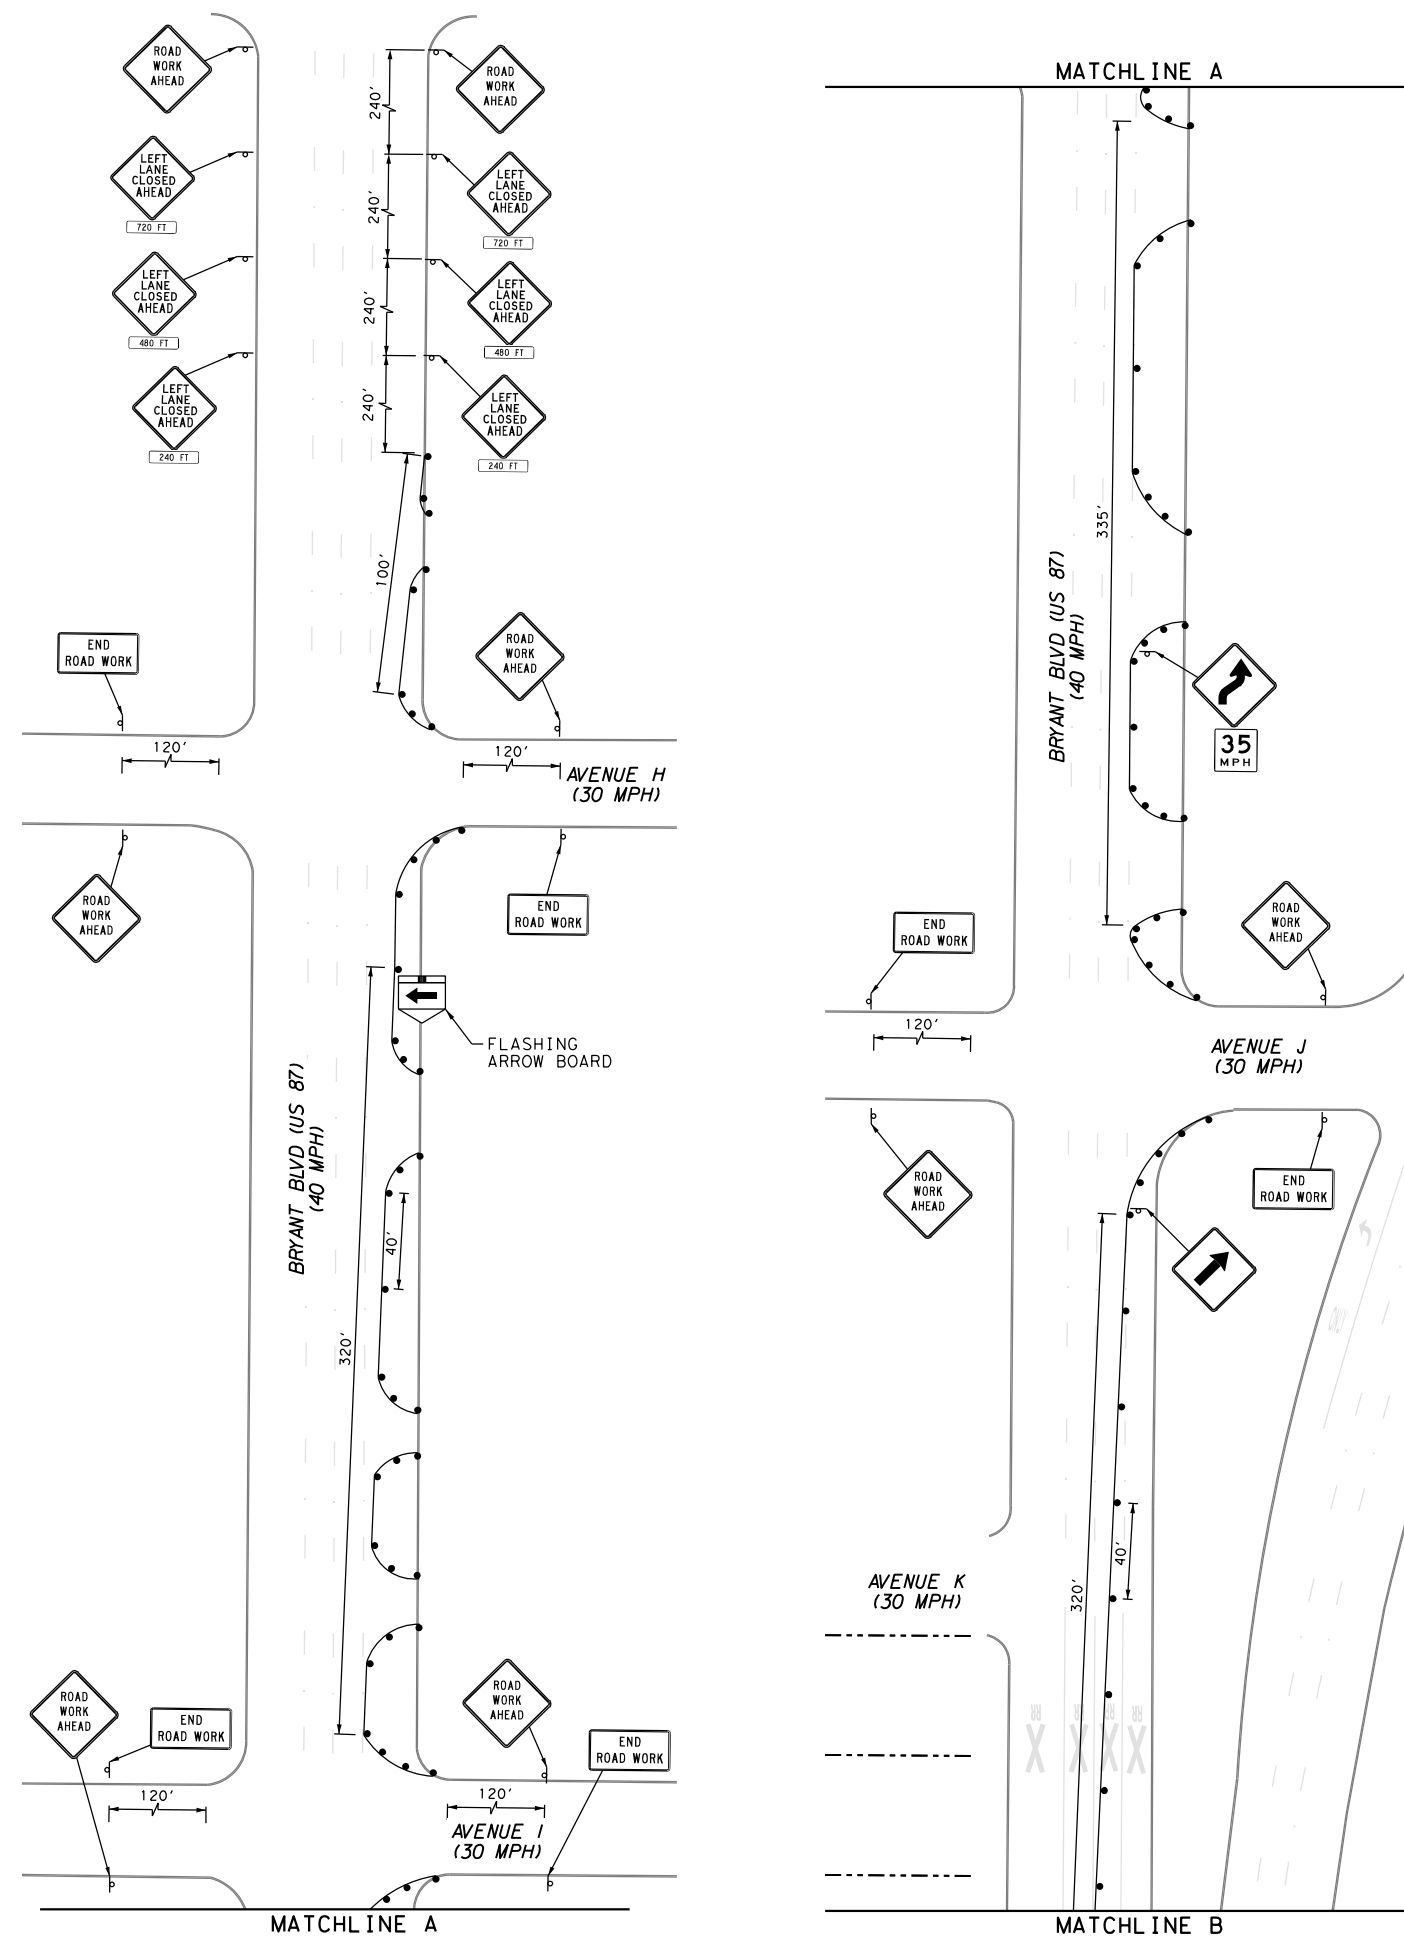 ROAD
WORK
AHEAD
LEFT
LANE
CLOSED
AHEAD
720 FT
LEFT
LANE
CLOSED
AHEAD
480 FT
LEFT
LANE
CLOSED
AHEAD
240 FT
240'
240'
240'
240'
100'
ROAD
WORK
AHEAD
LEFT
LANE
CLOSED
AHEAD
720 FT
LEFT
LANE
CLOSED
AHEAD
480 FT
LEFT
LANE
CLOSED
AHEAD
240 FT
END
ROAD WORK
ROAD
WORK
AHEAD
120'
120'
AVENUE H
(30 MPH)
ROAD
WORK
AHEAD
END
ROAD WORK
FLASHING
ARROW BOARD
BRYANT BLVD (US 87)
(40 MPH)
40'
320'
ROAD
WORK
AHEAD
END
ROAD WORK
ROAD
WORK
AHEAD
END
ROAD WORK
120'
120'
AVENUE I
(30 MPH)
MATCHLINE A
MATCHLINE A
335'
BRYANT BLVD (US 87)
(40 MPH)
35
MPH
END
ROAD WORK
ROAD
WORK
AHEAD
120'
AVENUE J
(30 MPH)
ROAD
WORK
AHEAD
END
ROAD WORK
40'
320'
AVENUE K
(30 MPH)
MATCHLINE B